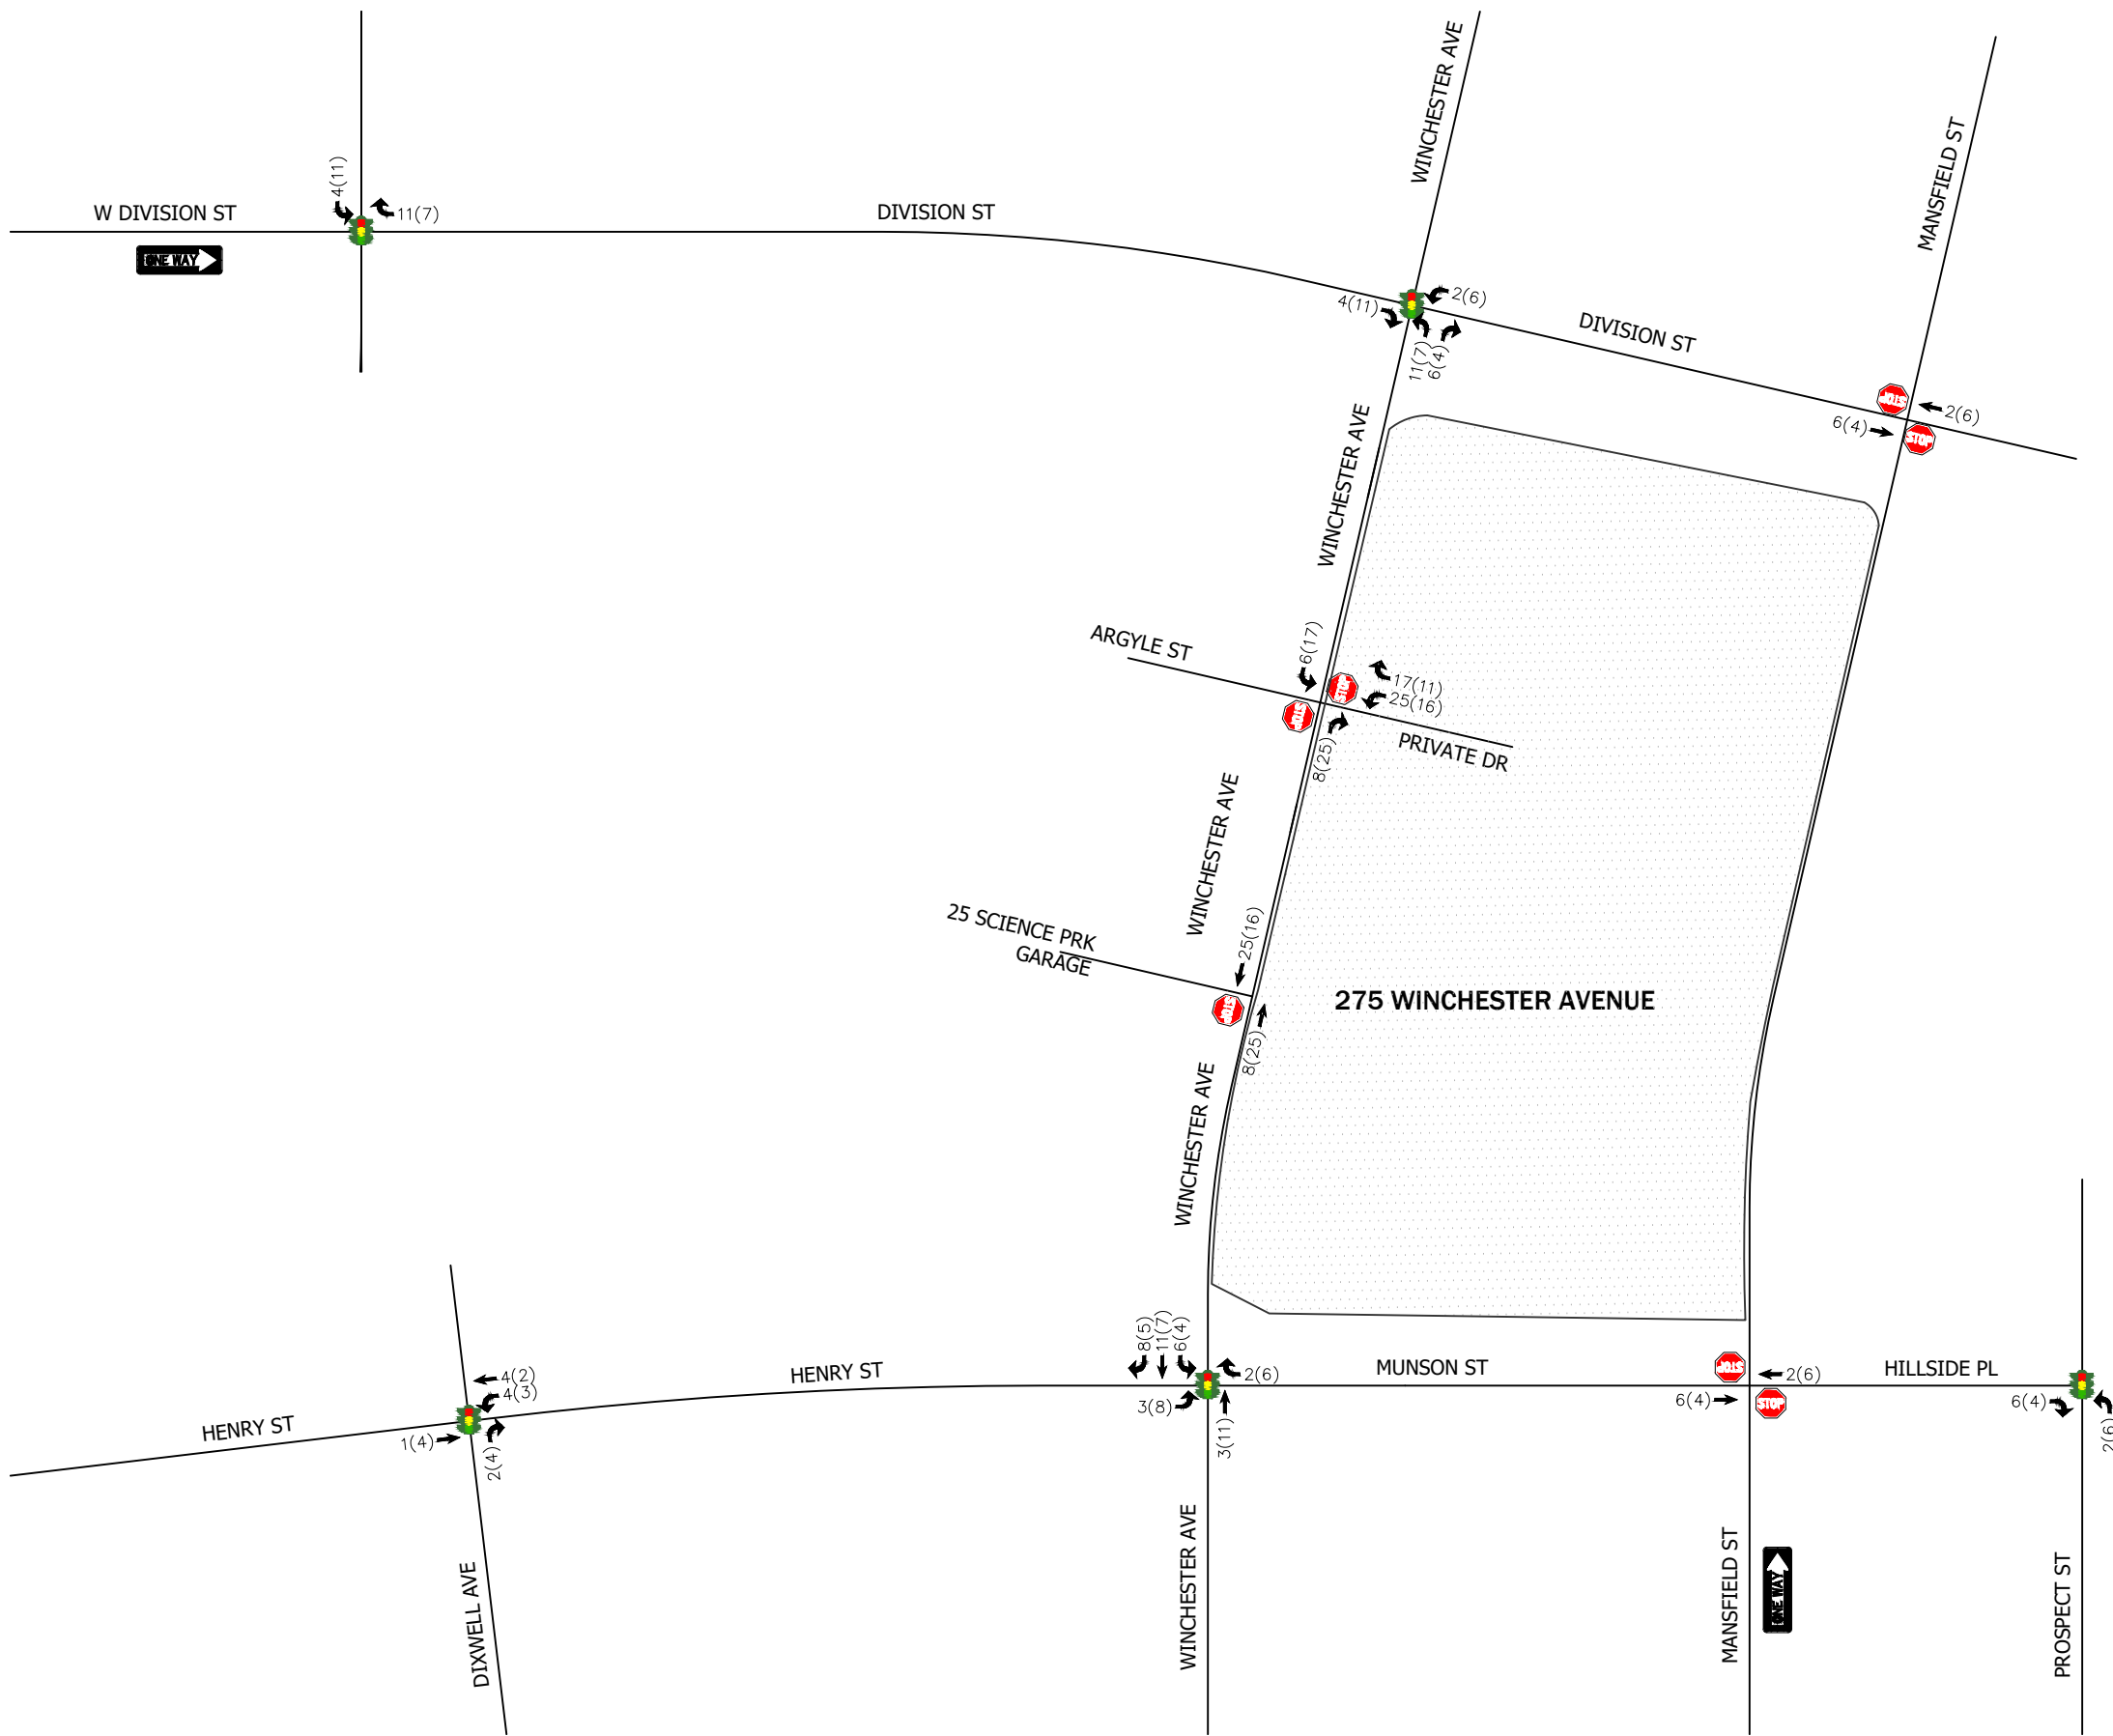 WINCHESTER AVE
MANSFIELD ST
4(11)
W DIVISION ST
11(7)
DIVISION ST
ONE WAY
4(11)
2(6)
11(7)
6(4)
DIVISION ST
STOP
2(6)
6(4)
STOP
WINCHESTER AVE
ARGYLE ST
6(17)
STOP
17(11)
25(16)
STOP
8(25)
PRIVATE DR
WINCHESTER AVE
25 SCIENCE PRK
GARAGE
25(16)
STOP
8(25)
275 WINCHESTER AVENUE
WINCHESTER AVE
8(5)
11(7)
6(4)
HENRY ST
2(6)
MUNSON ST
STOP
2(6)
HILLSIDE PL
4(2)
4(3)
3(8)
3(11)
6(4)
STOP
6(4)
2(6)
HENRY ST
1(4)
2(4)
DIXWELL AVE
WINCHESTER AVE
MANSFIELD ST
ONE WAY
PROSPECT ST